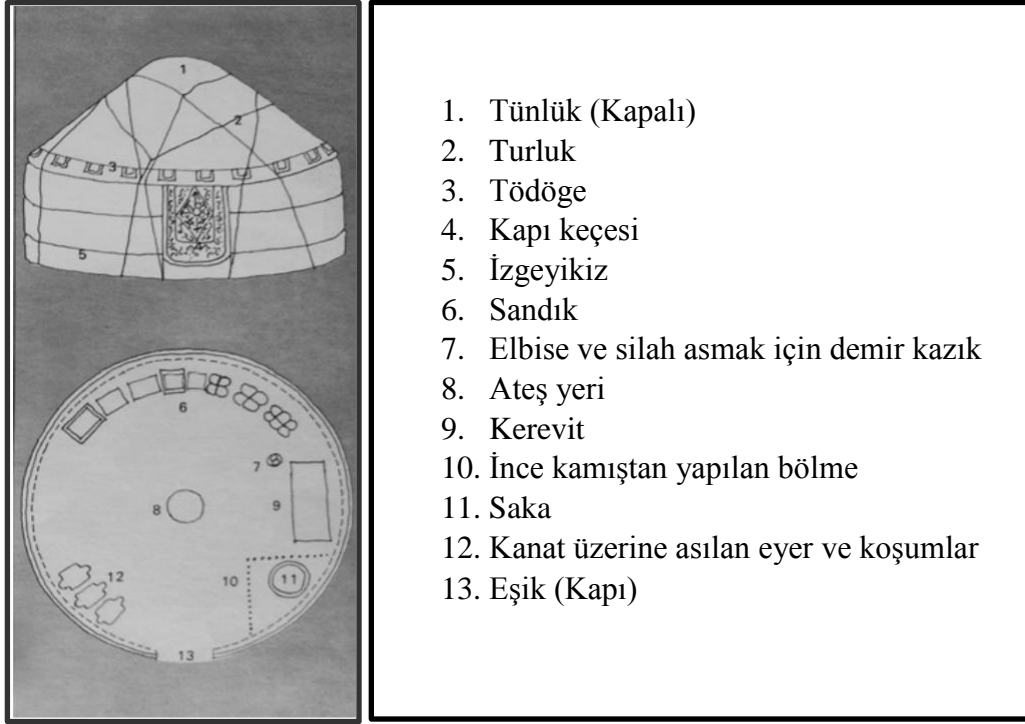 1
2
3
4
5
6
7
8
9
10
11
12
13
1. Tünlük (Kapalı)
2. Turluk
3. Tödöge
4. Kapı keçesi
5. İzgeyikiz
6. Sandık
7. Elbise ve silah asmak için demir kazık
8. Ateş yeri
9. Kerevit
10. İnce kamıştan yapılan bölme
11. Saka
12. Kanat üzerine asılan eyer ve koşumlar
13. Eşik (Kapı)